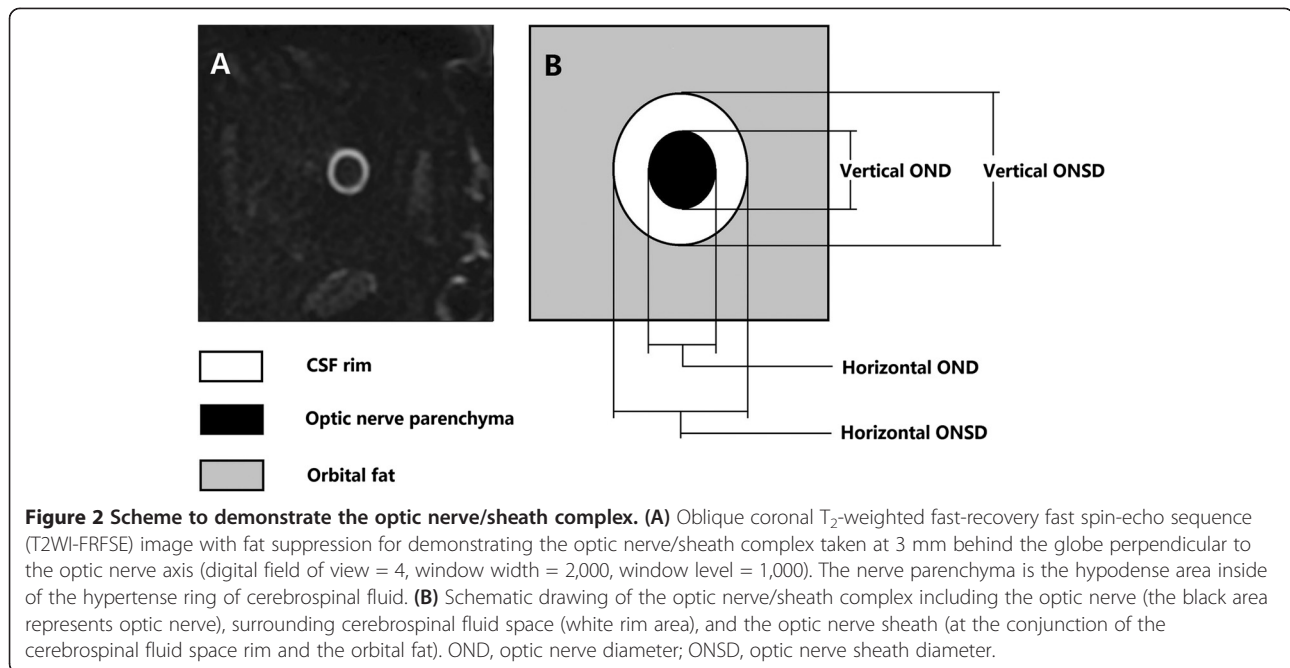 A
B
Vertical OND
Vertical ONSD
Horizontal OND
Horizontal ONSD
CSF rim
Optic nerve parenchyma
Orbital fat
Figure 2 Scheme to demonstrate the optic nerve/sheath complex. (A) Oblique coronal T₂-weighted fast-recovery fast spin-echo sequence
(T2WI-FRFSE) image with fat suppression for demonstrating the optic nerve/sheath complex taken at 3 mm behind the globe perpendicular to
the optic nerve axis (digital field of view = 4, window width = 2,000, window level = 1,000). The nerve parenchyma is the hypodense area inside
of the hypertense ring of cerebrospinal fluid. (B) Schematic drawing of the optic nerve/sheath complex including the optic nerve (the black area
represents optic nerve), surrounding cerebrospinal fluid space (white rim area), and the optic nerve sheath (at the conjunction of the
cerebrospinal fluid space rim and the orbital fat). OND, optic nerve diameter; ONSD, optic nerve sheath diameter.